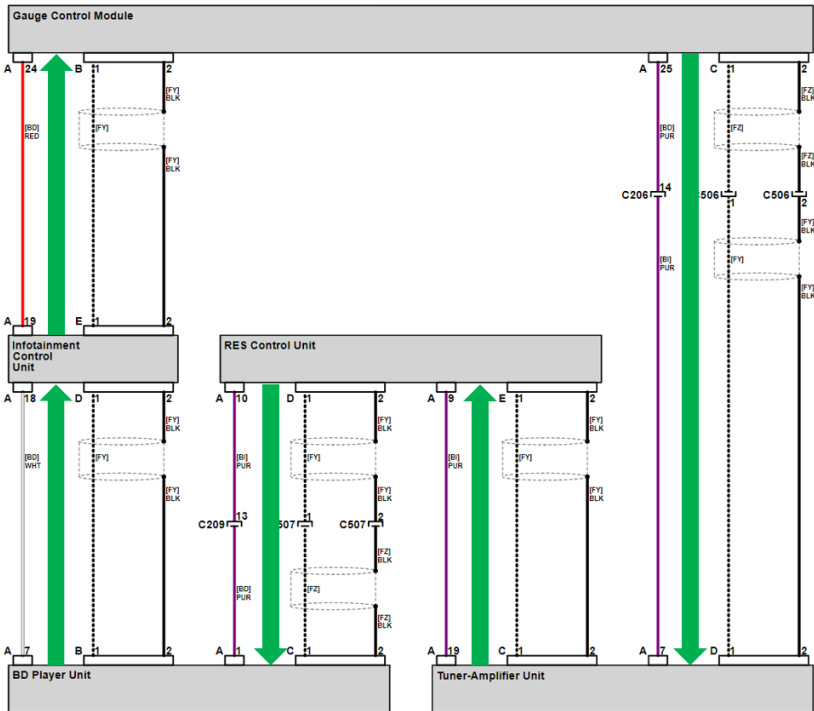 Gauge Control Module
A 24 B 1 2 A 25 C 1 2
[FY]
BLK
[FZ]
BLK
[BD]
RED
[FY]
[BD]
PUR
[FZ]
[FY]
BLK
[FZ]
BLK
C206 14 C506 1 C506 2
[FY]
BLK
[BI]
PUR
[FY]
[FY]
BLK
A 19 E 1 2
Infotainment
Control
Unit
RES Control Unit
A 18 D 1 2 A 10 D 1 2 A 9 E 1 2
[FY]
BLK
[FY]
BLK
[FY]
BLK
[BD]
WHT
[FY]
[BI]
PUR
[FY]
[BI]
PUR
[FY]
[FY]
BLK
[FY]
BLK
[FY]
BLK
C209 13 507 1 C507 2
[FZ]
BLK
[BD]
PUR
[FZ]
[FZ]
BLK
A 7 B 1 2 A 1 C 1 2 A 19 C 1 2 A 7 D 1 2
BD Player Unit
Tuner-Amplifier Unit